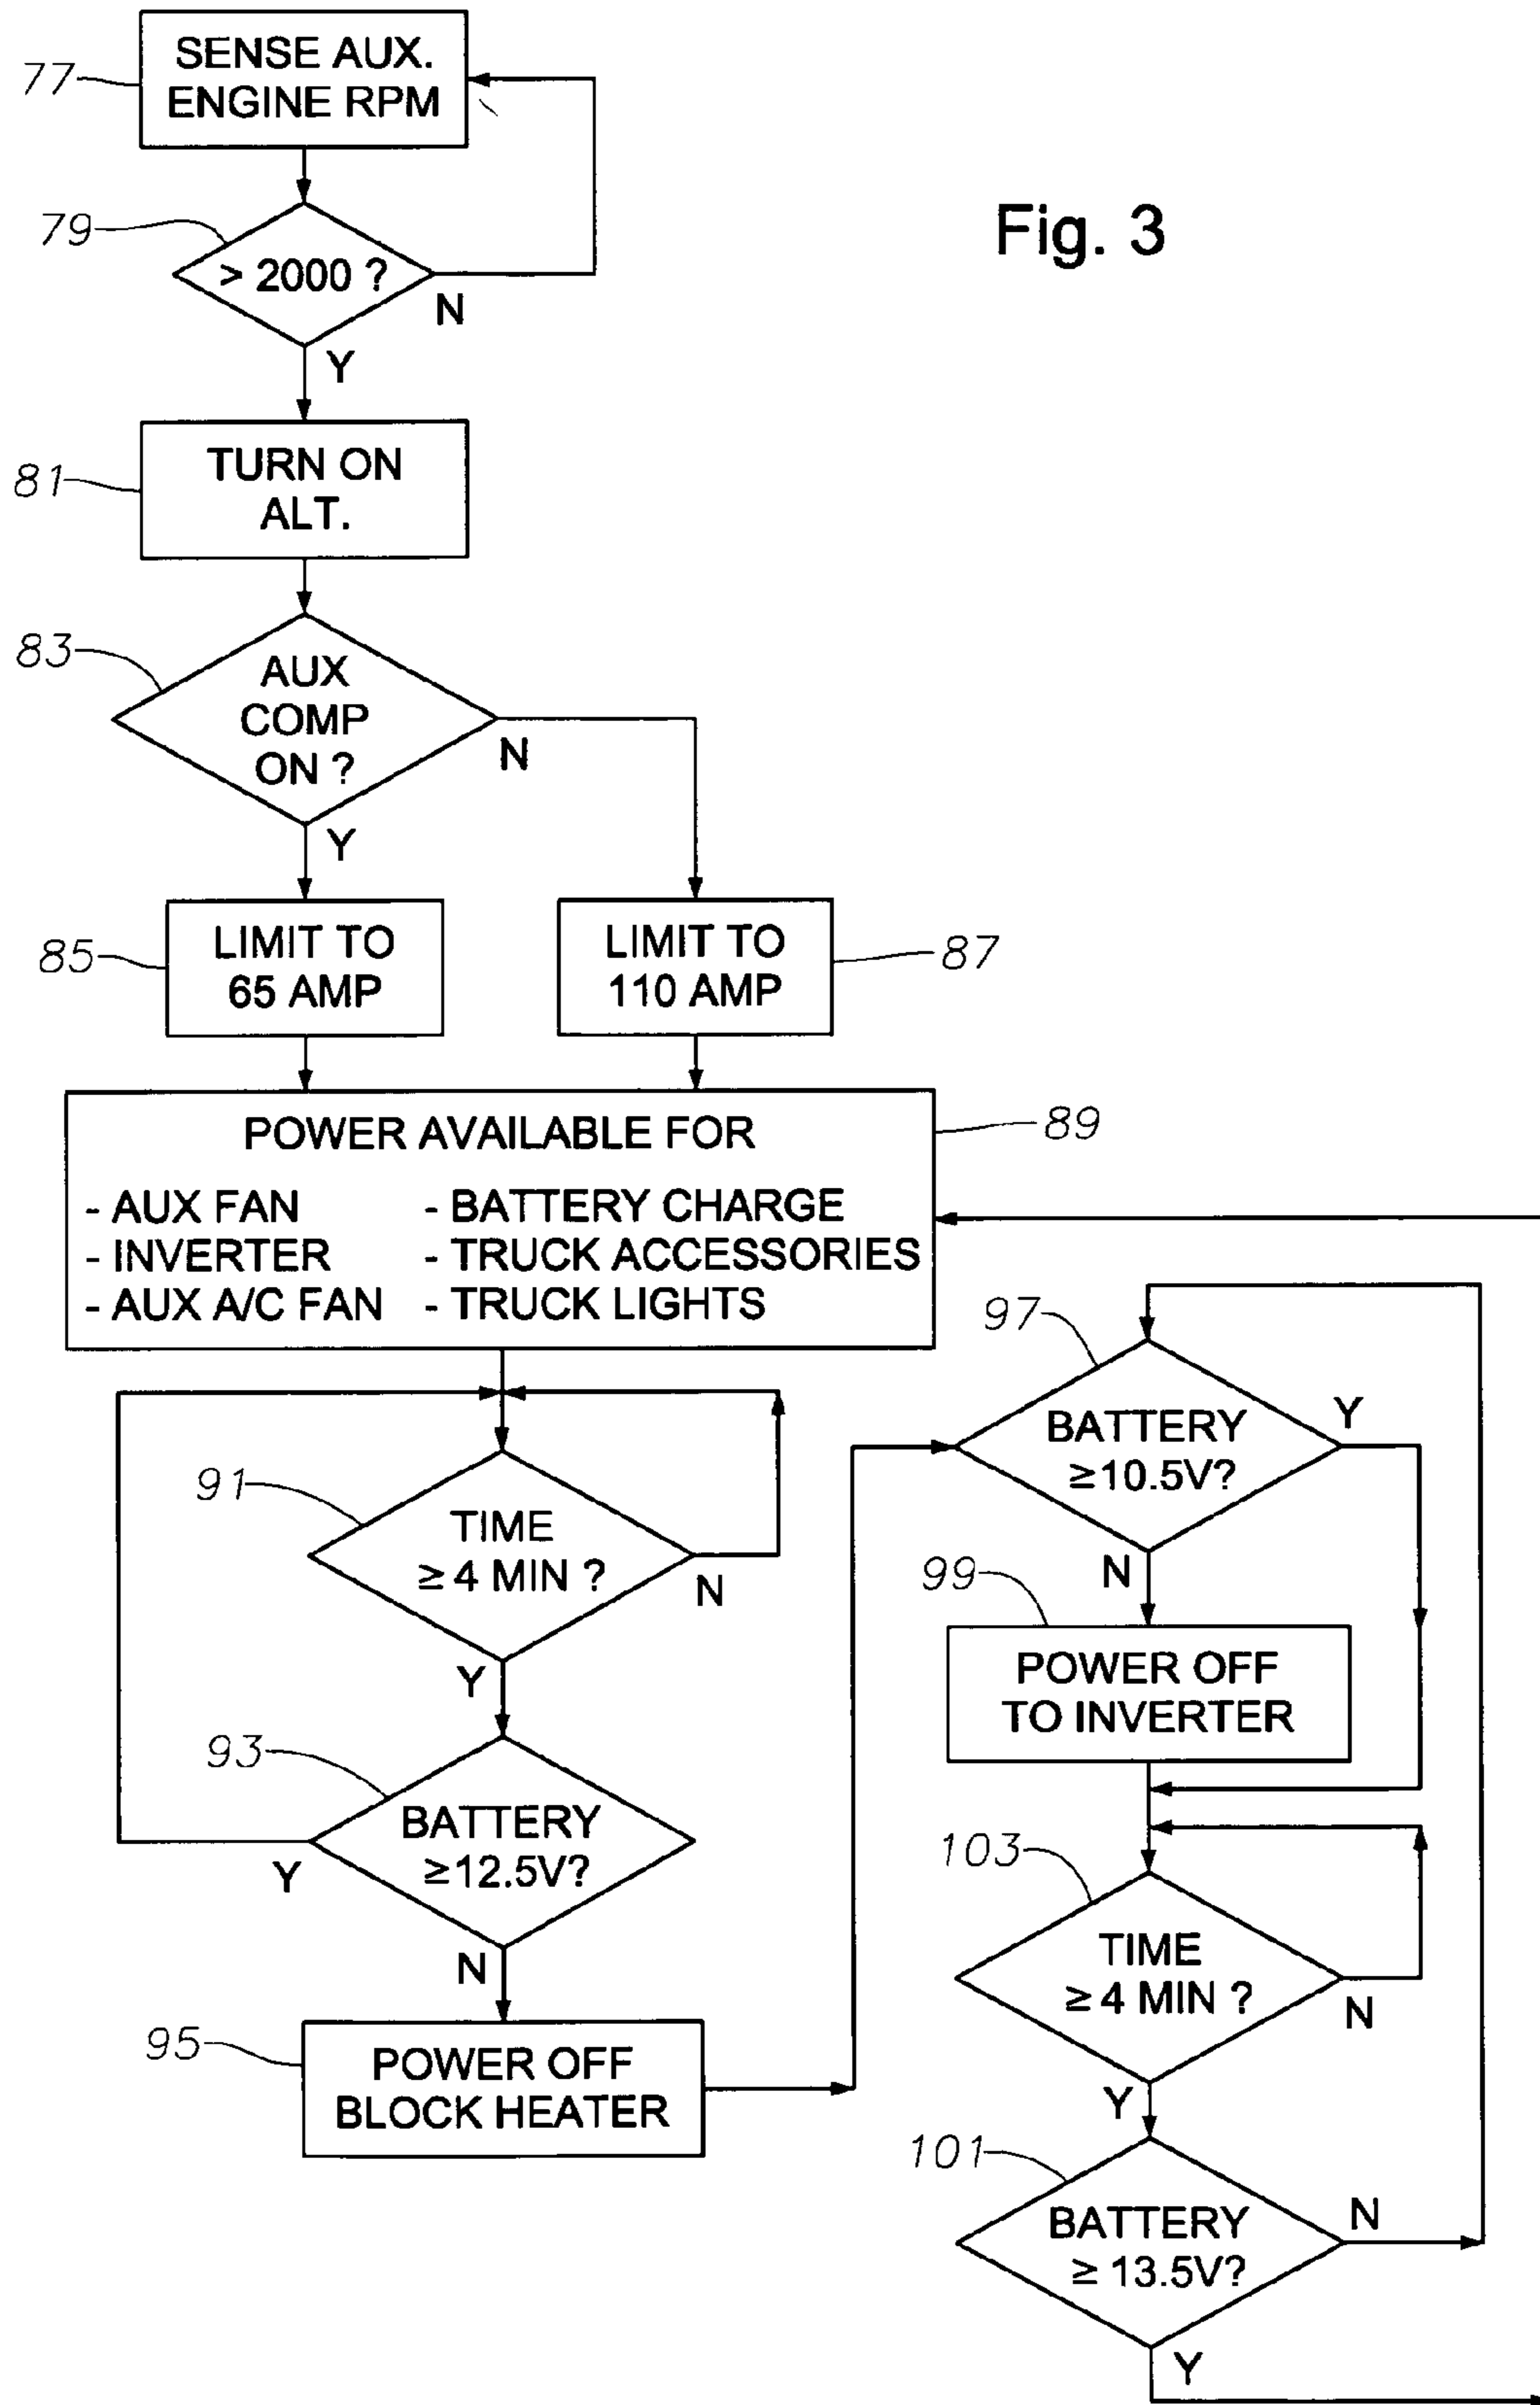 Fig. 3
77
SENSE AUX.
ENGINE RPM
79
> 2000 ?
N
Y
81
TURN ON
ALT.
83
AUX
COMP
ON ?
N
Y
85
LIMIT TO
65 AMP
LIMIT TO
110 AMP
87
POWER AVAILABLE FOR
89
- AUX FAN
- INVERTER
- AUX A/C FAN
- BATTERY CHARGE
- TRUCK ACCESSORIES
- TRUCK LIGHTS
91
TIME
≥ 4 MIN ?
N
Y
93
BATTERY
≥12.5V?
Y
N
95
POWER OFF
BLOCK HEATER
97
BATTERY
≥10.5V?
Y
N
99
POWER OFF
TO INVERTER
103
TIME
≥ 4 MIN ?
N
Y
101
BATTERY
≥ 13.5V?
N
Y